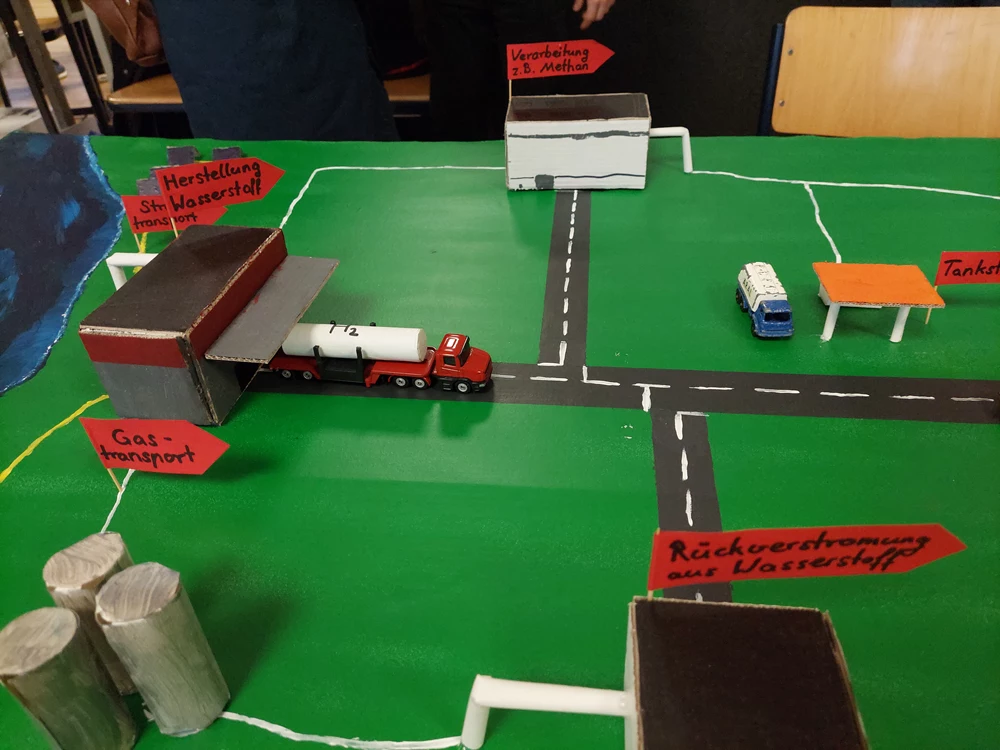 Verarbeitung
z.B. Methan
Herstellung
Wasserstoff
transport
Tankst
H2
Gas-
transport
Rückverstromung
aus Wasserstoff